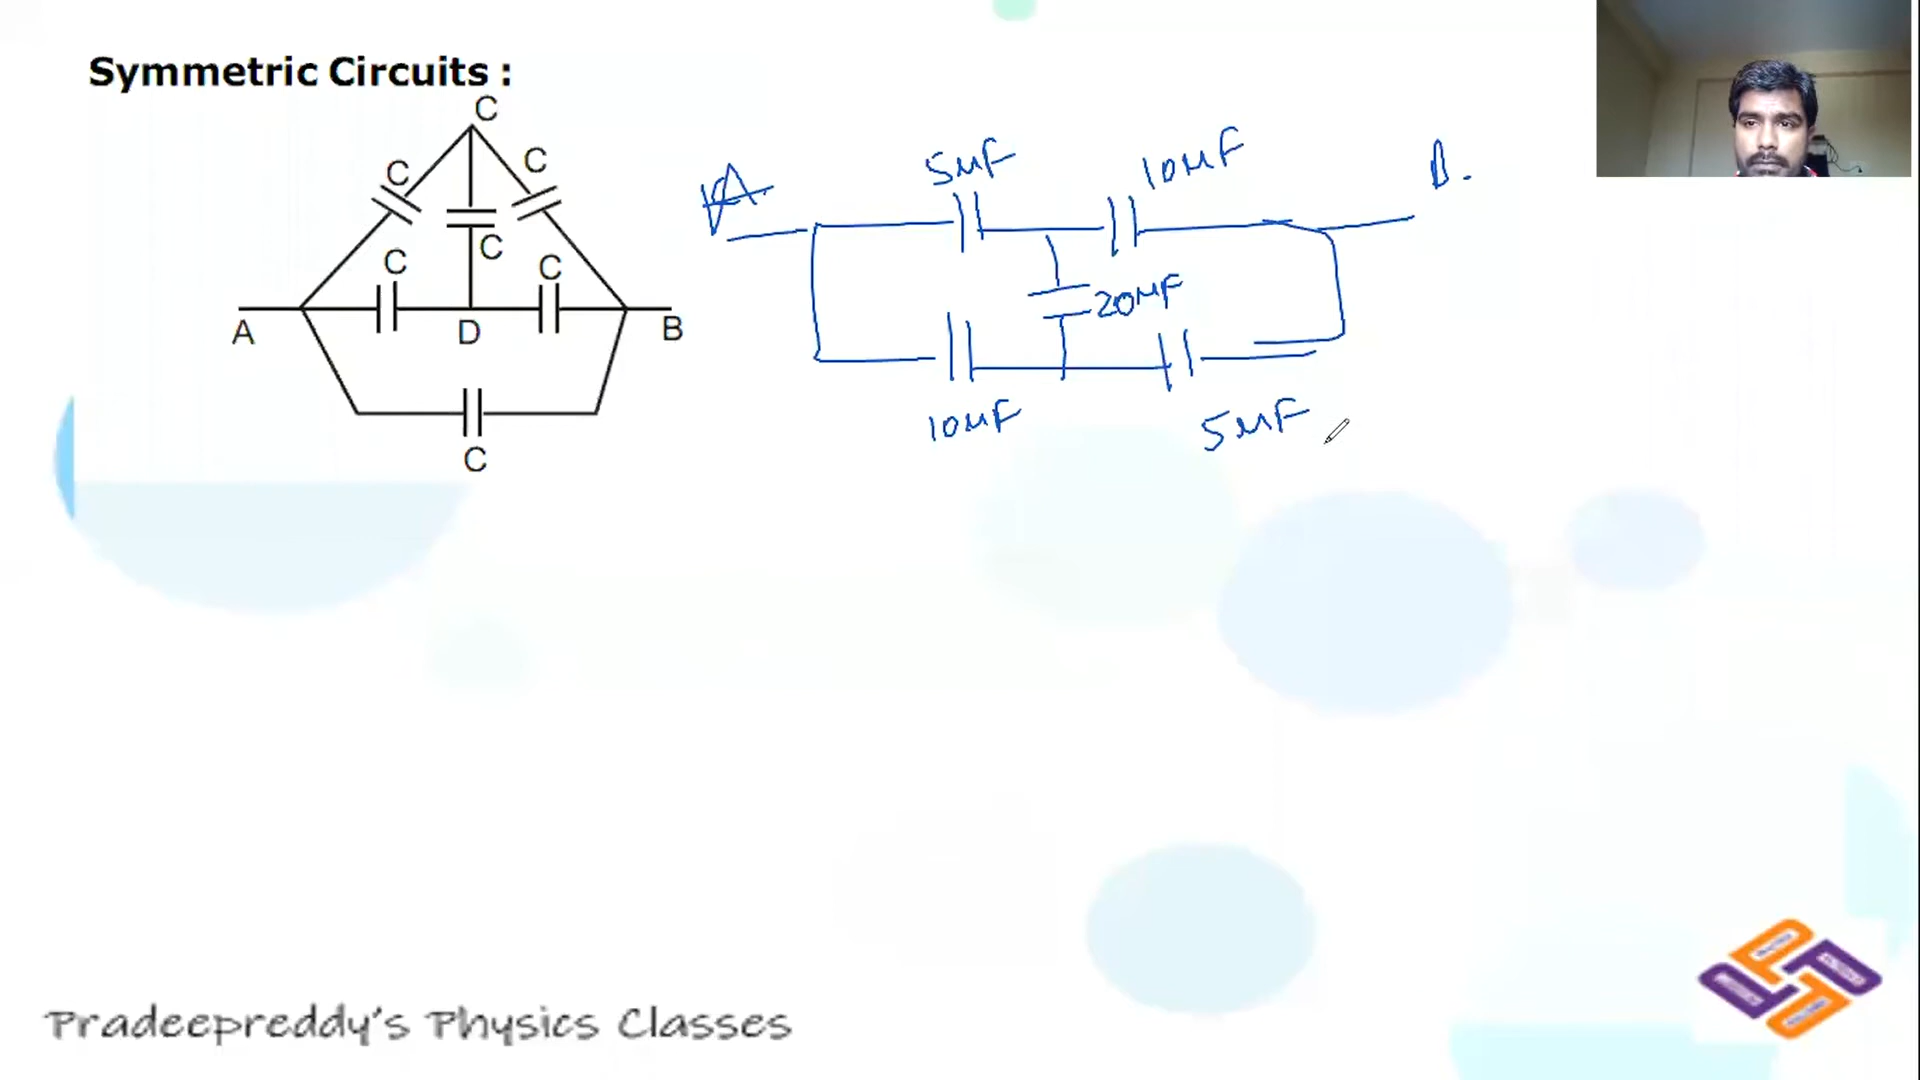 Symmetric Circuits :
C
C
C
C
C
C
A
D
B
C
A
5μF
10μF
B.
20μF
10μF
5μF
Pradeepreddy's Physics Classes